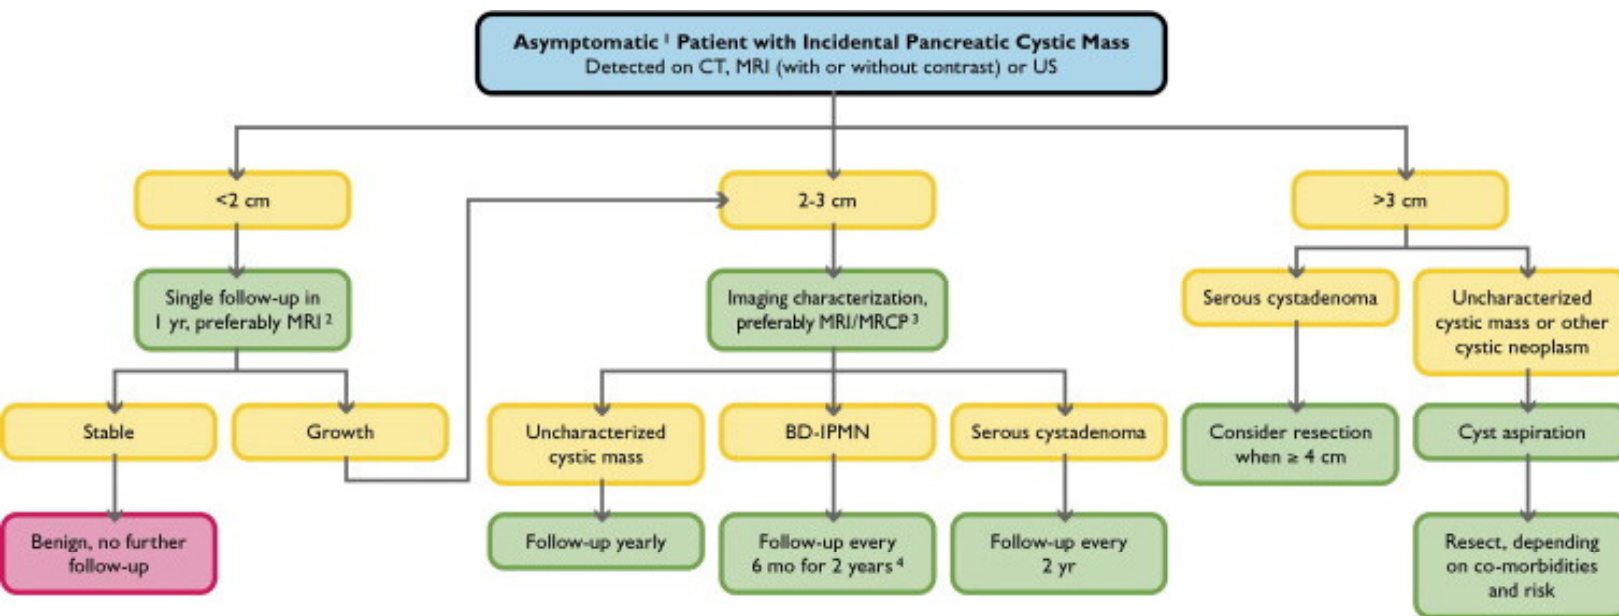 Asymptomatic ¹ Patient with Incidental Pancreatic Cystic Mass
Detected on CT, MRI (with or without contrast) or US
<2 cm
2-3 cm
>3 cm
Single follow-up in
1 yr, preferably MRI ²
Imaging characterization,
preferably MRI/MRCP ³
Serous cystadenoma
Uncharacterized
cystic mass or other
cystic neoplasm
Stable
Growth
Uncharacterized
cystic mass
BD-IPMN
Serous cystadenoma
Consider resection
when ≥ 4 cm
Cyst aspiration
Benign, no further
follow-up
Follow-up yearly
Follow-up every
6 mo for 2 years ⁴
Follow-up every
2 yr
Resect, depending
on co-morbidities
and risk